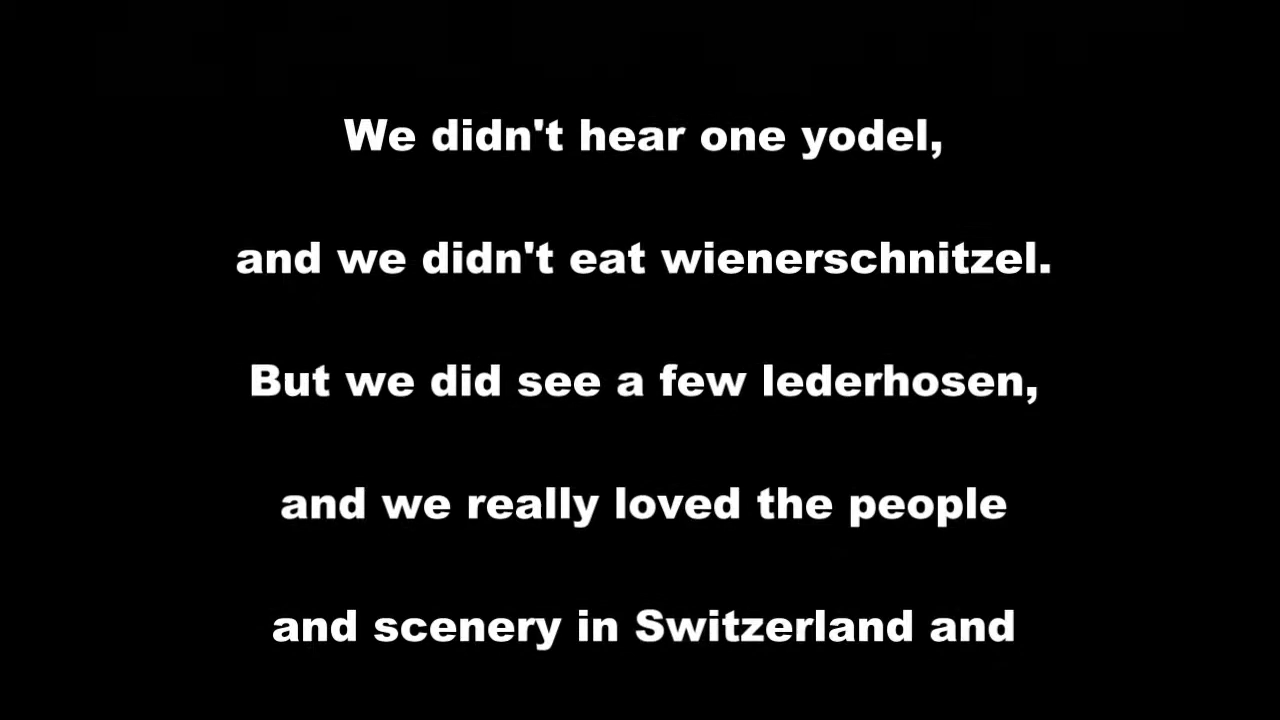 We didn't hear one yodel,
and we didn't eat wienerschnitzel.
But we did see a few lederhosen,
and we really loved the people
and scenery in Switzerland and